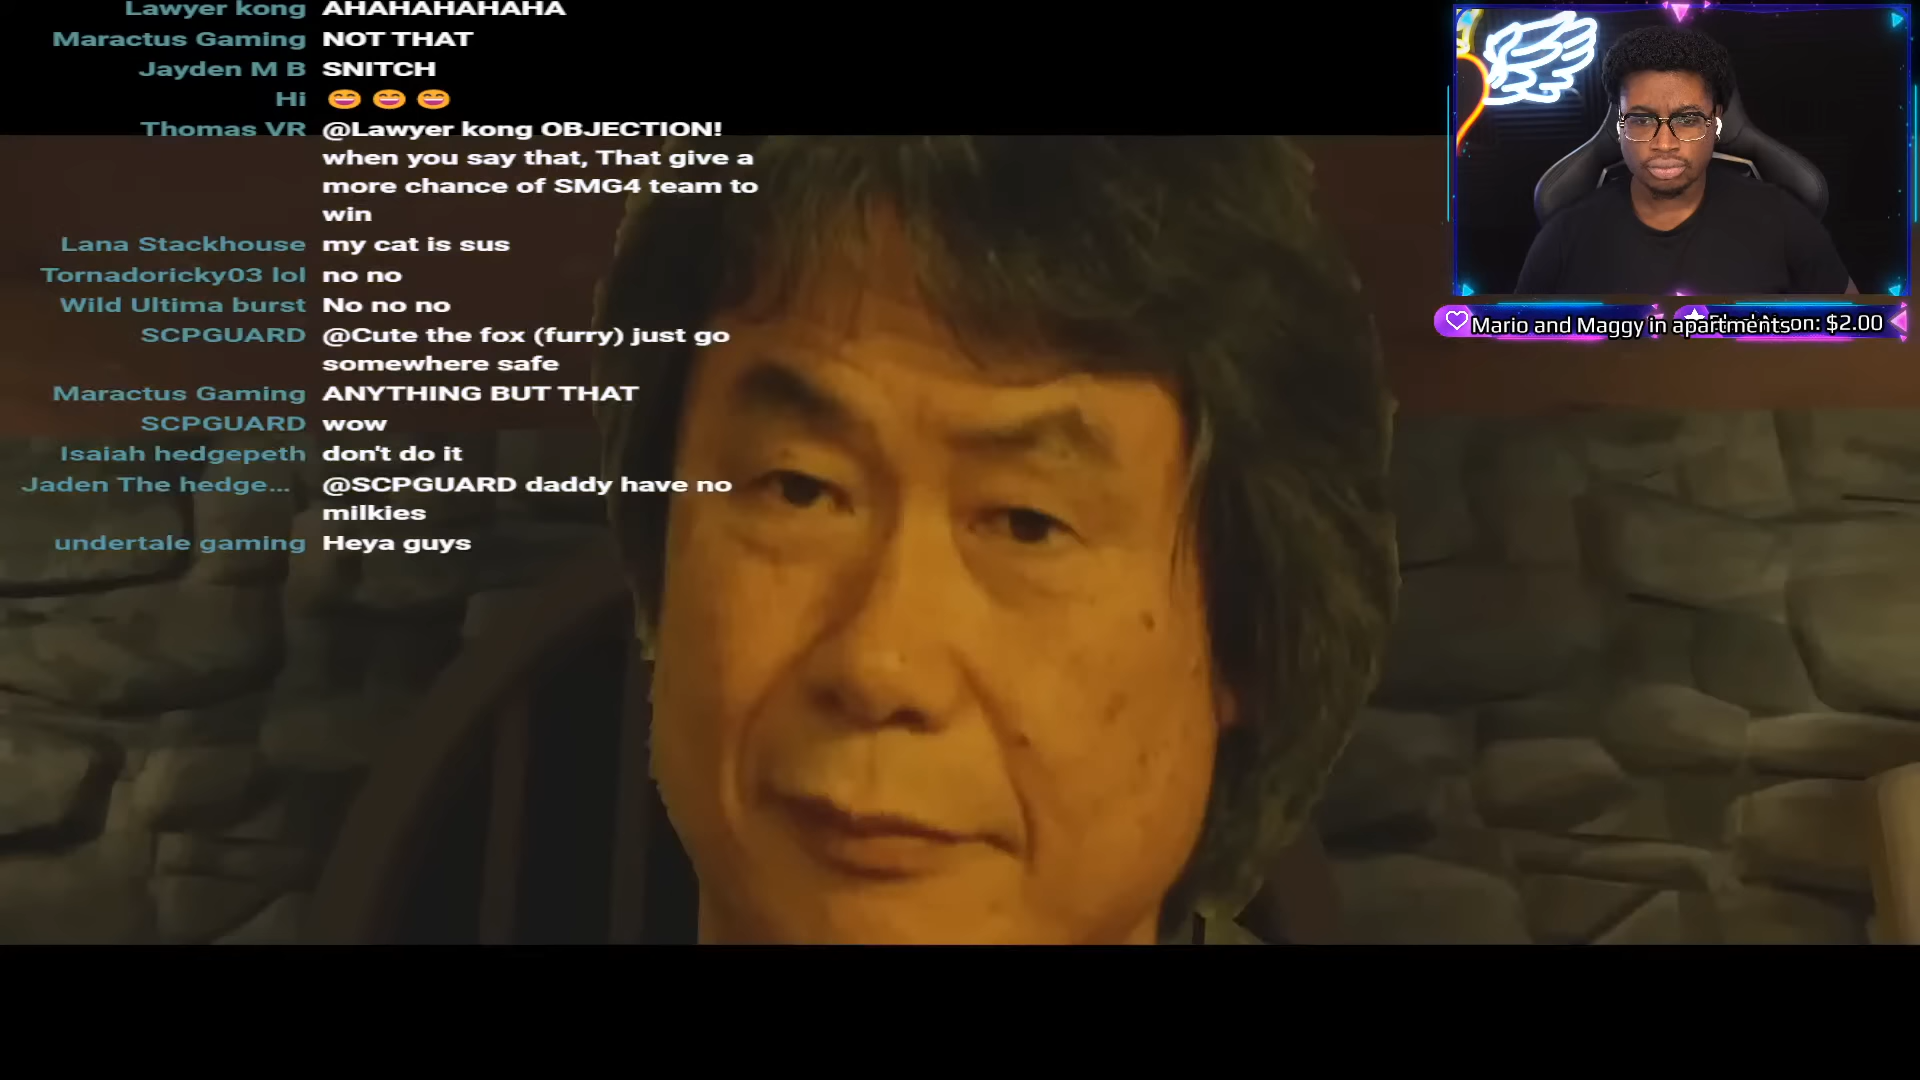 Lawyer kong AHAHAHAHAHA
Maractus Gaming NOT THAT
Jayden M B SNITCH
Hi 😄 😄 😄
Thomas VR @Lawyer kong OBJECTION!
when you say that, That give a
more chance of SMG4 team to
win
Lana Stackhouse my cat is sus
Tornadoricky03 lol no no
Wild Ultima burst No no no
SCPGUARD @Cute the fox (furry) just go
somewhere safe
Maractus Gaming ANYTHING BUT THAT
SCPGUARD wow
Isaiah hedgepeth don't do it
Jaden The hedge... @SCPGUARD daddy have no
milkies
undertale gaming Heya guys
Mario and Maggy in apartments
$2.00